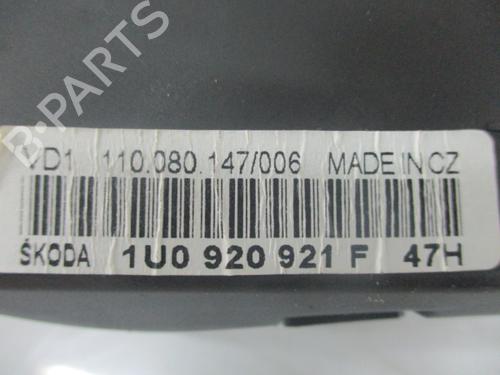 B-PARTS
VD1 110.080.147/006 MADE IN CZ
ŠKODA 1U0 920 921 F 47H